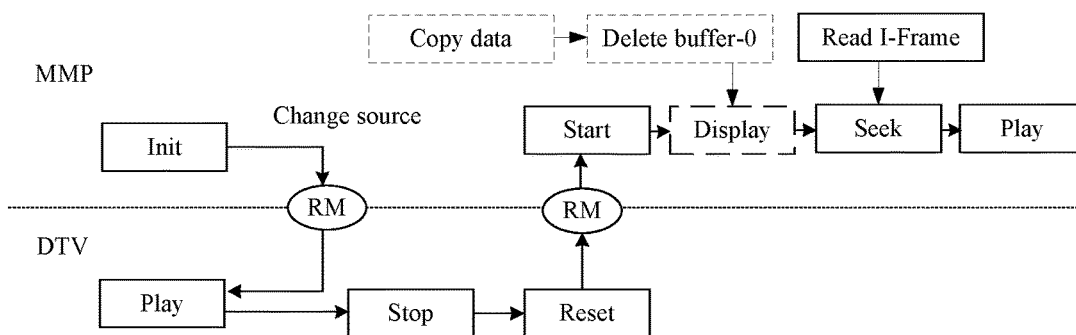 Copy data
Delete buffer-0
Read I-Frame
MMP
Change source
Init
Start
Display
Seek
Play
RM
RM
DTV
Play
Stop
Reset